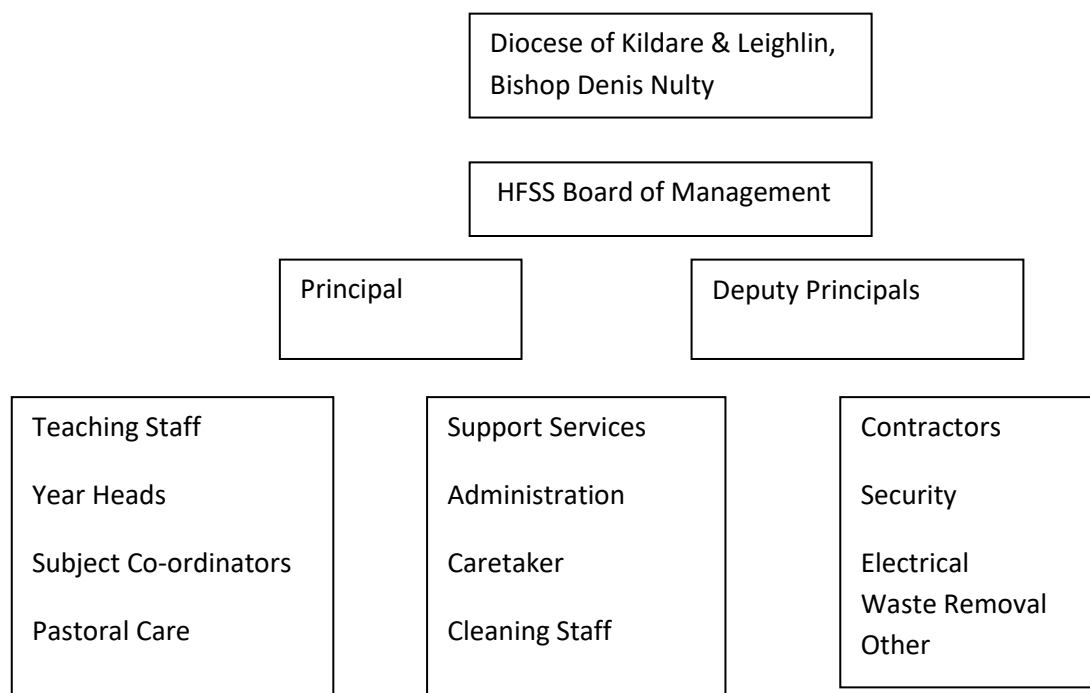 Diocese of Kildare & Leighlin,
Bishop Denis Nulty
HFSS Board of Management
Principal
Deputy Principals
Teaching Staff
Year Heads
Subject Co-ordinators
Pastoral Care
Support Services
Administration
Caretaker
Cleaning Staff
Contractors
Security
Electrical
Waste Removal
Other